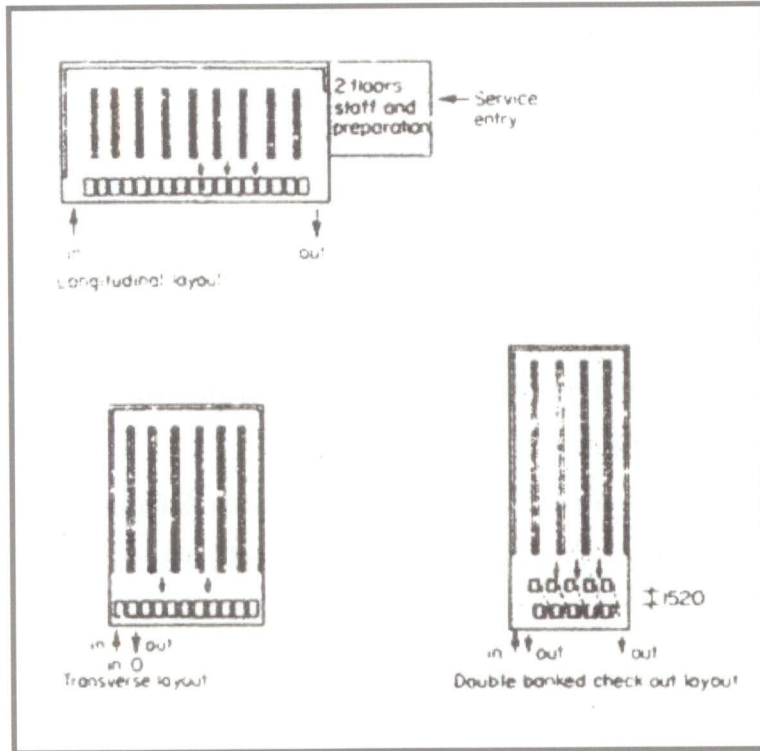 2 floors
staff and
preparation
Service
entry
in
out
Longitudinal layout
in
out
in O
Transverse layout
1520
in
out
out
Double banked check out layout